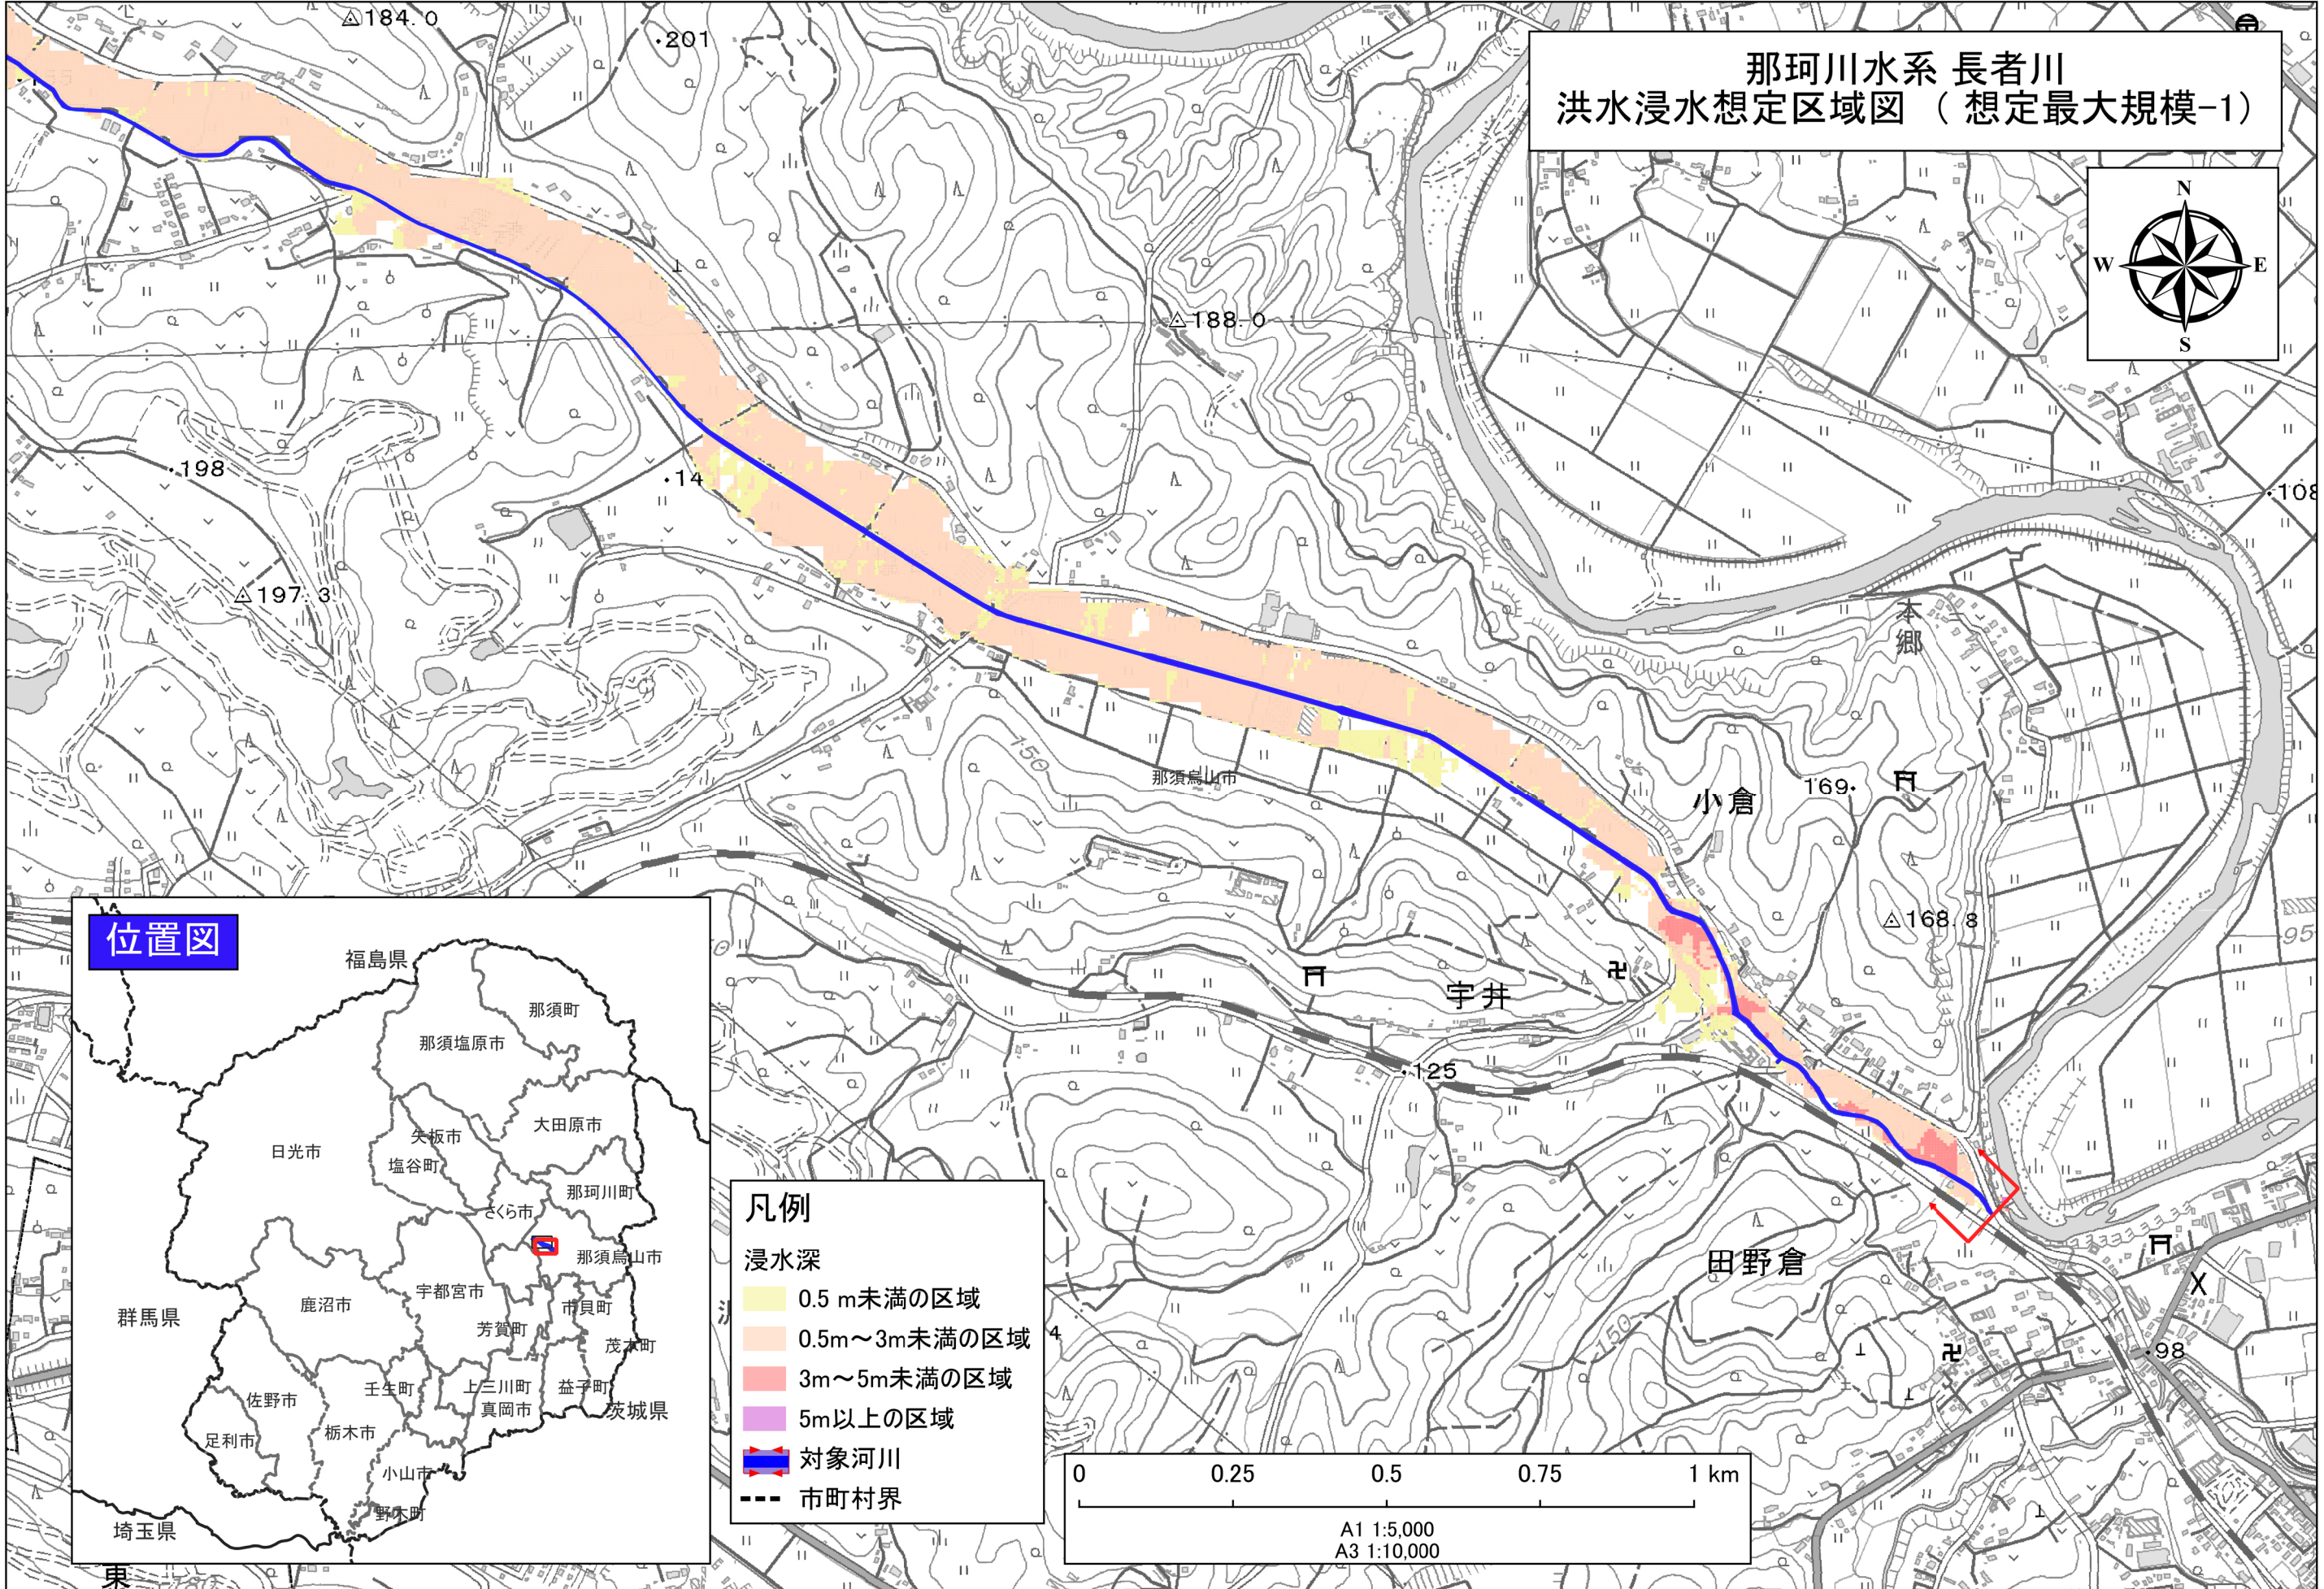 那珂川水系 長者川
洪水浸水想定区域図 （ 想定最大規模-1）
N
W
E
S
184.0
201
188.0
198
14
197.3
108
本郷
150
那須烏山市
小倉
169
168.8
95
宇井
125
田野倉
150
98
東
位置図
福島県
那須町
那須塩原市
大田原市
日光市
矢板市
塩谷町
那珂川町
さくら市
那須烏山市
宇都宮市
群馬県
鹿沼市
市貝町
芳賀町
茂木町
佐野市
壬生町
上三川町
益子町
真岡市
茨城県
栃木市
足利市
小山市
野木町
埼玉県
凡例
浸水深
0.5 m未満の区域
0.5m～3m未満の区域
3m～5m未満の区域
5m以上の区域
対象河川
市町村界
0 0.25 0.5 0.75 1 km
A1 1:5,000
A3 1:10,000